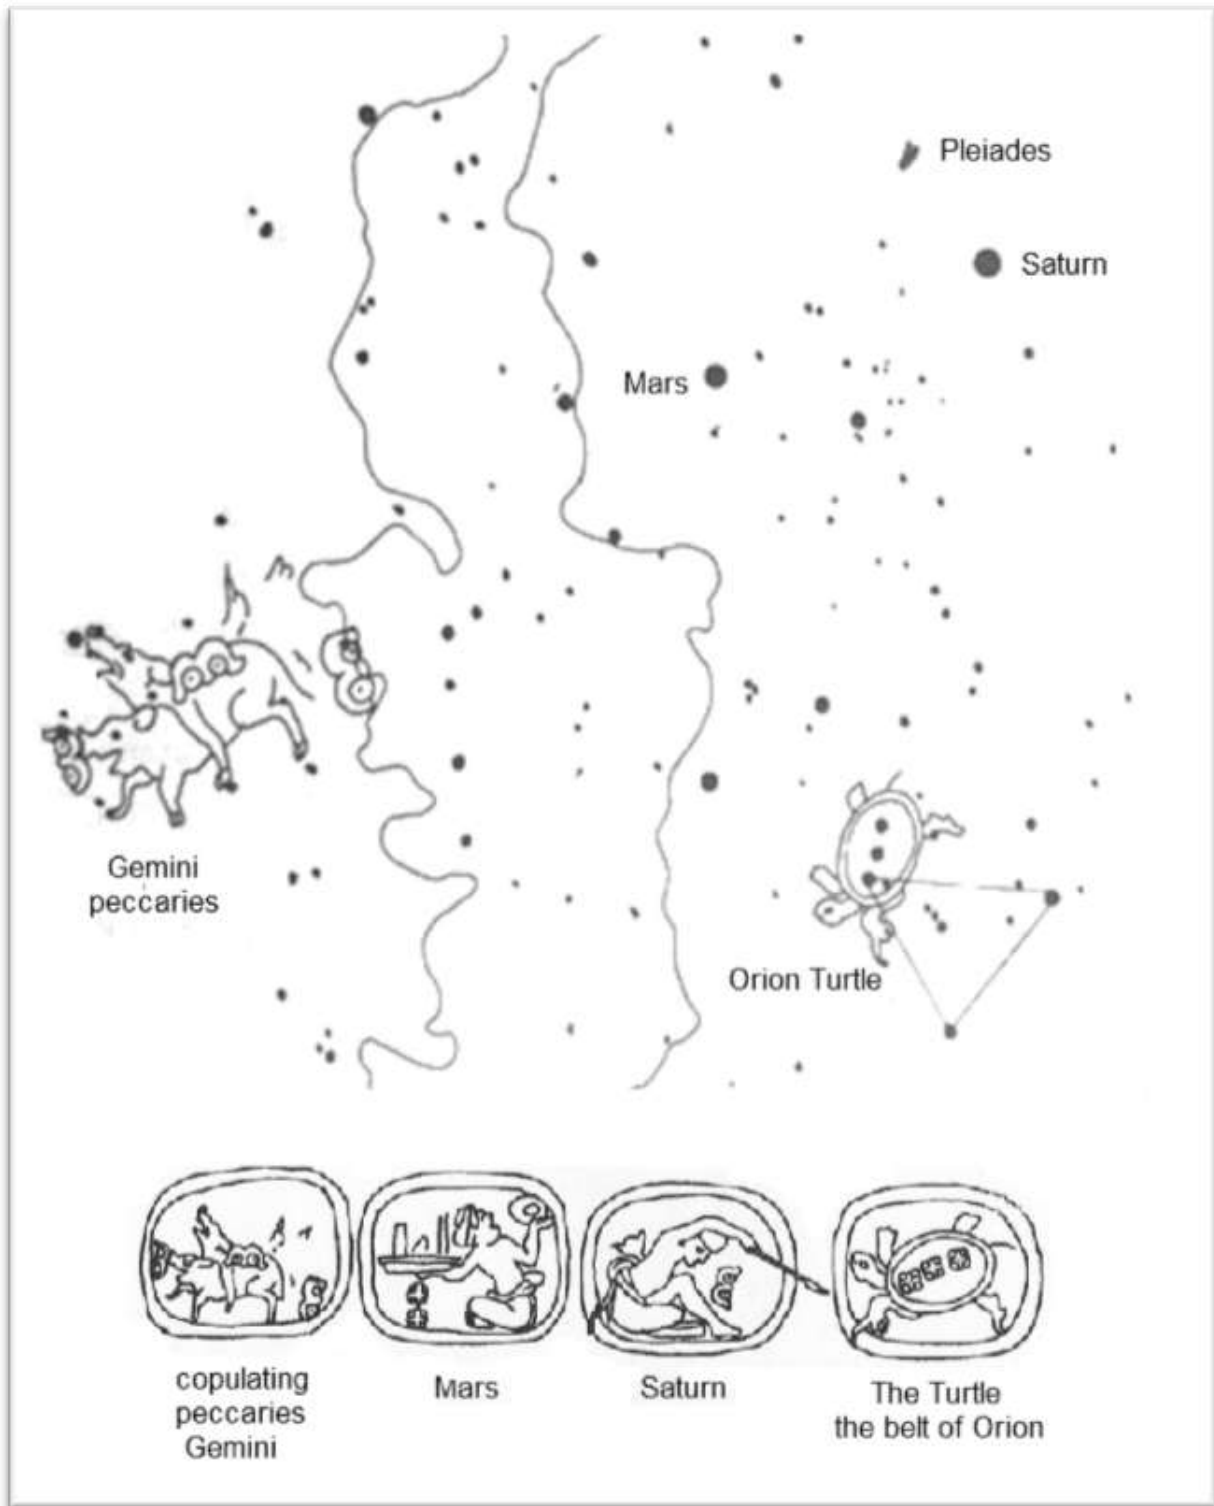 Pleiades
Saturn
Mars
Gemini
peccaries
Orion Turtle
copulating
peccaries
Gemini
Mars
Saturn
The Turtle
the belt of Orion